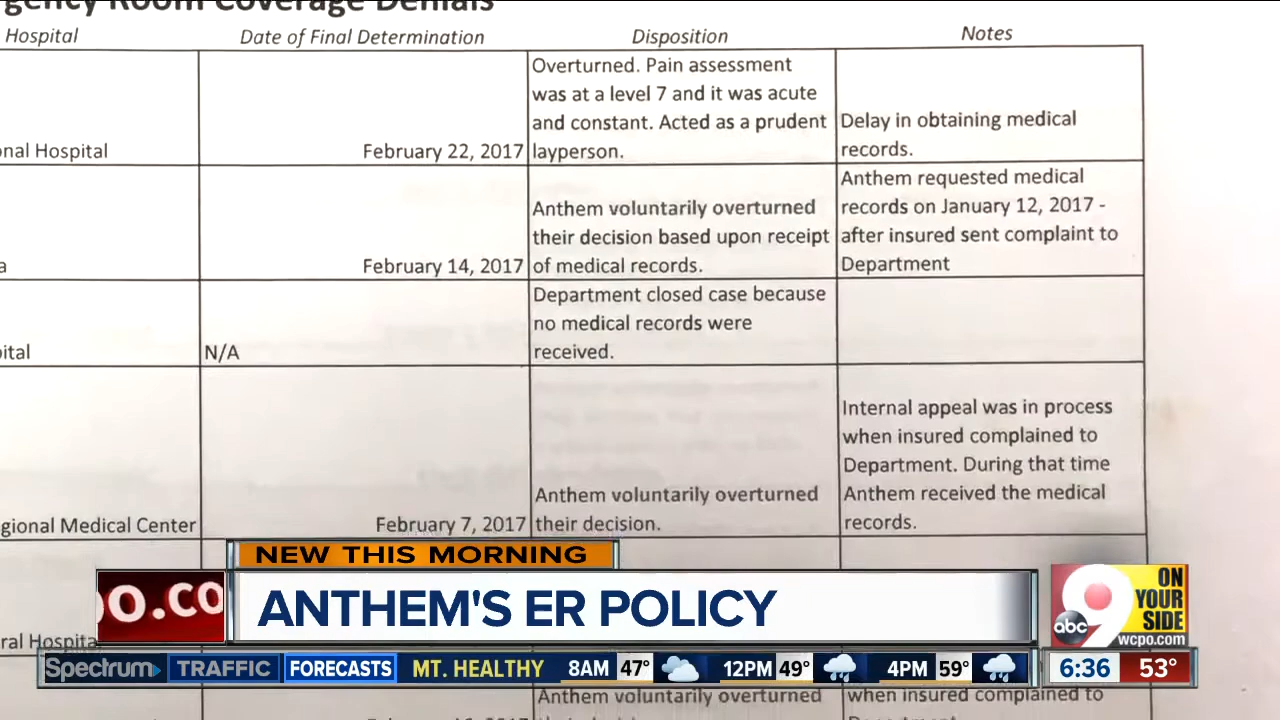 Room Coverage Denials
Hospital
Date of Final Determination
Disposition
Notes
Hospital
February 22, 2017
Overturned. Pain assessment
was at a level 7 and it was acute
and constant. Acted as a prudent
layperson.
Delay in obtaining medical
records.
February 14, 2017
Anthem voluntarily overturned
their decision based upon receipt
of medical records.
Anthem requested medical
records on January 12, 2017 -
after insured sent complaint to
Department
N/A
Department closed case because
no medical records were
received.
Medical Center
February 7, 2017
Anthem voluntarily overturned
their decision.
Internal appeal was in process
when insured complained to
Department. During that time
Anthem received the medical
records.
Hospital
Anthem voluntarily overturned
when insured complained to
NEW THIS MORNING
ANTHEM'S ER POLICY
abc 9
ON
YOUR
SIDE
wcpo.com
Spectrum TRAFFIC FORECASTS MT. HEALTHY 8AM 47° 12PM 49° 4PM 59°
6:36 53°